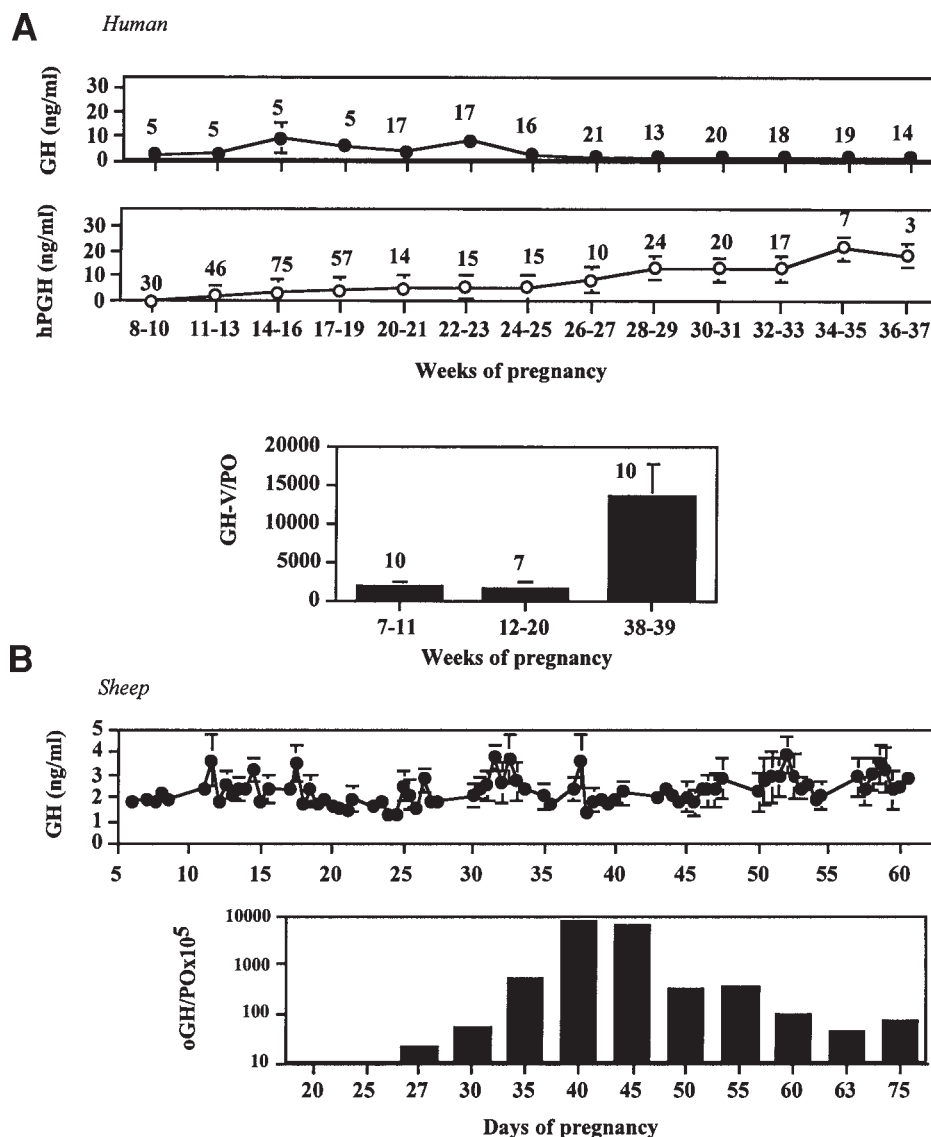 A
Human
GH (ng/ml)
30
20
10
0
5 5 5 5 17 17 16 21 13 20 18 19 14
hPGH (ng/ml)
30
20
10
0
30 46 75 57 14 15 15 10 24 20 17 7 3
8-10 11-13 14-16 17-19 20-21 22-23 24-25 26-27 28-29 30-31 32-33 34-35 36-37
Weeks of pregnancy
GH-V/PO
20000
15000
10000
5000
0
10 7 10
7-11 12-20 38-39
Weeks of pregnancy
B
Sheep
GH (ng/ml)
5
4
3
2
1
0
5 10 15 20 25 30 35 40 45 50 55 60
oGH/POx10⁵
10000
1000
100
10
20 25 27 30 35 40 45 50 55 60 63 75
Days of pregnancy